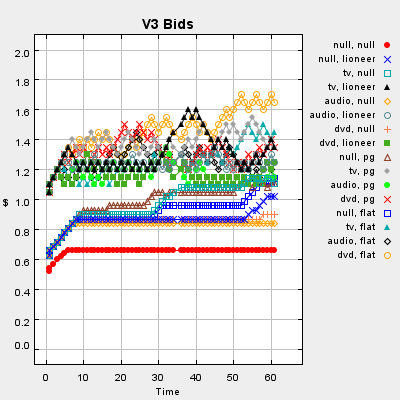 V3 Bids
2.0
1.8
1.6
1.4
1.2
1.0
0.8
0.6
0.4
0.2
0.0
$
0 10 20 30 40 50 60
Time
null, null
null, lioneer
tv, null
tv, lioneer
audio, null
audio, lioneer
dvd, null
dvd, lioneer
null, pg
tv, pg
audio, pg
dvd, pg
null, flat
tv, flat
audio, flat
dvd, flat